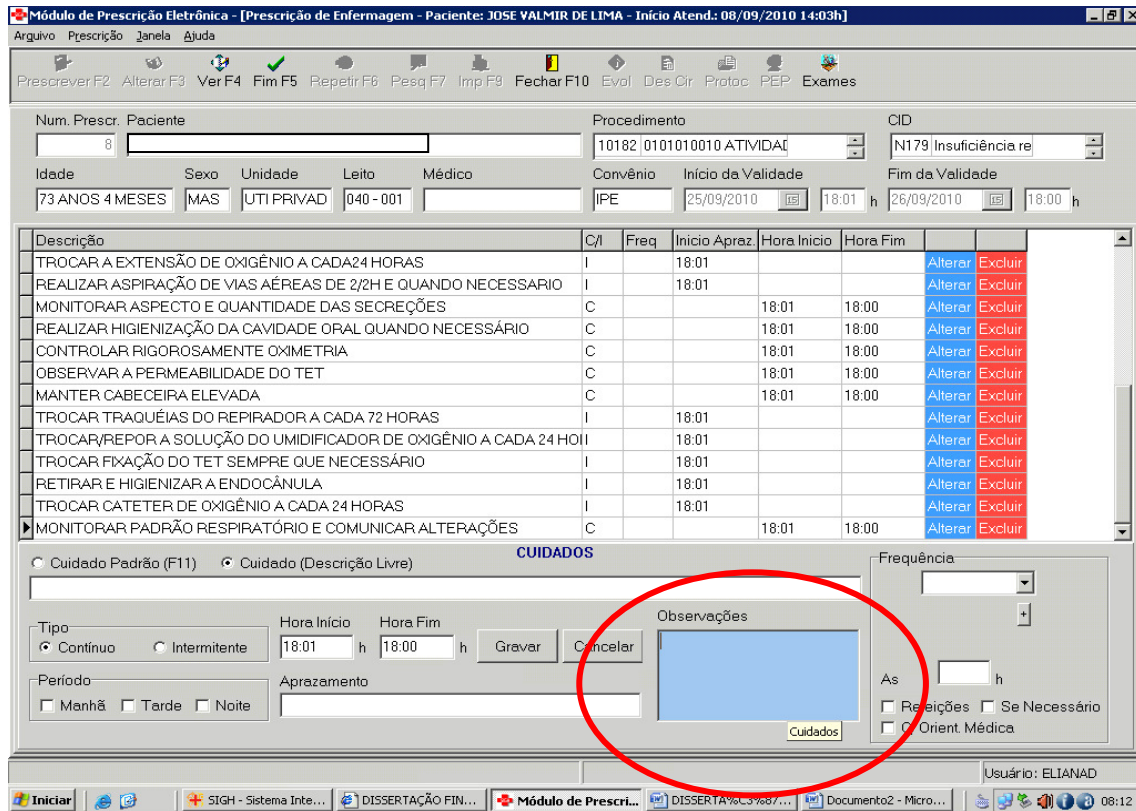 Módulo de Prescrição Eletrônica - [Prescrição de Enfermagem - Paciente: JOSE VALMIR DE LIMA - Início Atend.: 08/09/2010 14:03h]
Arquivo Prescrição Janela Ajuda
Prescrever F2 Alterar F3 Ver F4 Fim F5 Repetir F6 Pesq F7 Imp F9 Fechar F10 Evol Des Cir Protoc PEP Exames
Num. Prescr. Paciente Procedimento CID
8 10182 0101010010 ATIVIDAD N179 Insuficiência re
Idade Sexo Unidade Leito Médico Convênio Início da Validade Fim da Validade
73 ANOS 4 MESES MAS UTI PRIVAD 040 - 001 IPE 25/09/2010 15 18:01 h 26/09/2010 15 18:00 h
Descrição C/I Freq Inicio Apraz. Hora Inicio Hora Fim
TROCAR A EXTENSÃO DE OXIGÊNIO A CADA24 HORAS I 18:01 Alterar Excluir
REALIZAR ASPIRAÇÃO DE VIAS AÉREAS DE 2/2H E QUANDO NECESSARIO I 18:01 Alterar Excluir
MONITORAR ASPECTO E QUANTIDADE DAS SECREÇÕES C 18:01 18:00 Alterar Excluir
REALIZAR HIGIENIZAÇÃO DA CAVIDADE ORAL QUANDO NECESSÁRIO C 18:01 18:00 Alterar Excluir
CONTROLAR RIGOROSAMENTE OXIMETRIA C 18:01 18:00 Alterar Excluir
OBSERVAR A PERMEABILIDADE DO TET C 18:01 18:00 Alterar Excluir
MANTER CABECEIRA ELEVADA C 18:01 18:00 Alterar Excluir
TROCAR TRAQUÉIAS DO REPIRADOR A CADA 72 HORAS I 18:01 Alterar Excluir
TROCAR/REPOR A SOLUÇÃO DO UMIDIFICADOR DE OXIGÊNIO A CADA 24 HO I 18:01 Alterar Excluir
TROCAR FIXAÇÃO DO TET SEMPRE QUE NECESSÁRIO I 18:01 Alterar Excluir
RETIRAR E HIGIENIZAR A ENDOCÂNULA I 18:01 Alterar Excluir
TROCAR CATETER DE OXIGÊNIO A CADA 24 HORAS I 18:01 Alterar Excluir
MONITORAR PADRÃO RESPIRATÓRIO E COMUNICAR ALTERAÇÕES C 18:01 18:00 Alterar Excluir
CUIDADOS
Cuidado Padrão (F11) Cuidado (Descrição Livre) Frequência
Tipo Hora Início Hora Fim Observações +
Contínuo Intermitente 18:01 h 18:00 h Gravar Cancelar
Período Aprazamento As h
Manhã Tarde Noite Refeições Se Necessário
Cuidados C/ Orient. Médica
Usuário: ELIANAD
Iniciar SIGH - Sistema Inte... DISSERTAÇÃO FIN... Módulo de Prescri... DISSERTA%C3%87... Documento2 - Micro... 08:12